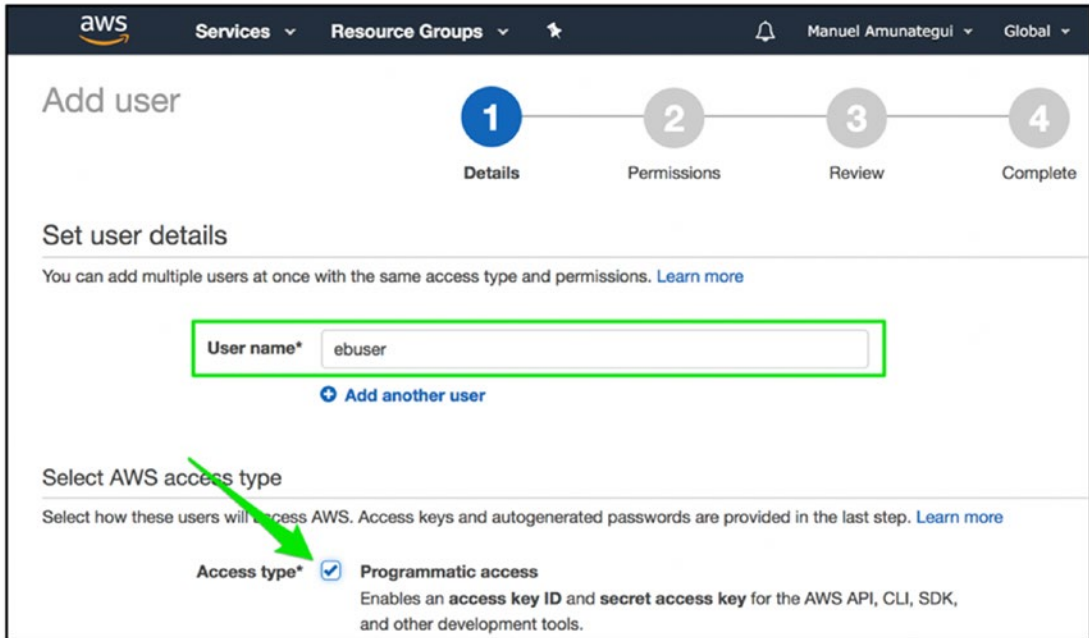 aws Services Resource Groups Manuel Amunategui Global
Add user
1 2 3 4
Details Permissions Review Complete
Set user details
You can add multiple users at once with the same access type and permissions. Learn more
User name* ebuser
Add another user
Select AWS access type
Select how these users will access AWS. Access keys and autogenerated passwords are provided in the last step. Learn more
Access type* Programmatic access
Enables an access key ID and secret access key for the AWS API, CLI, SDK,
and other development tools.